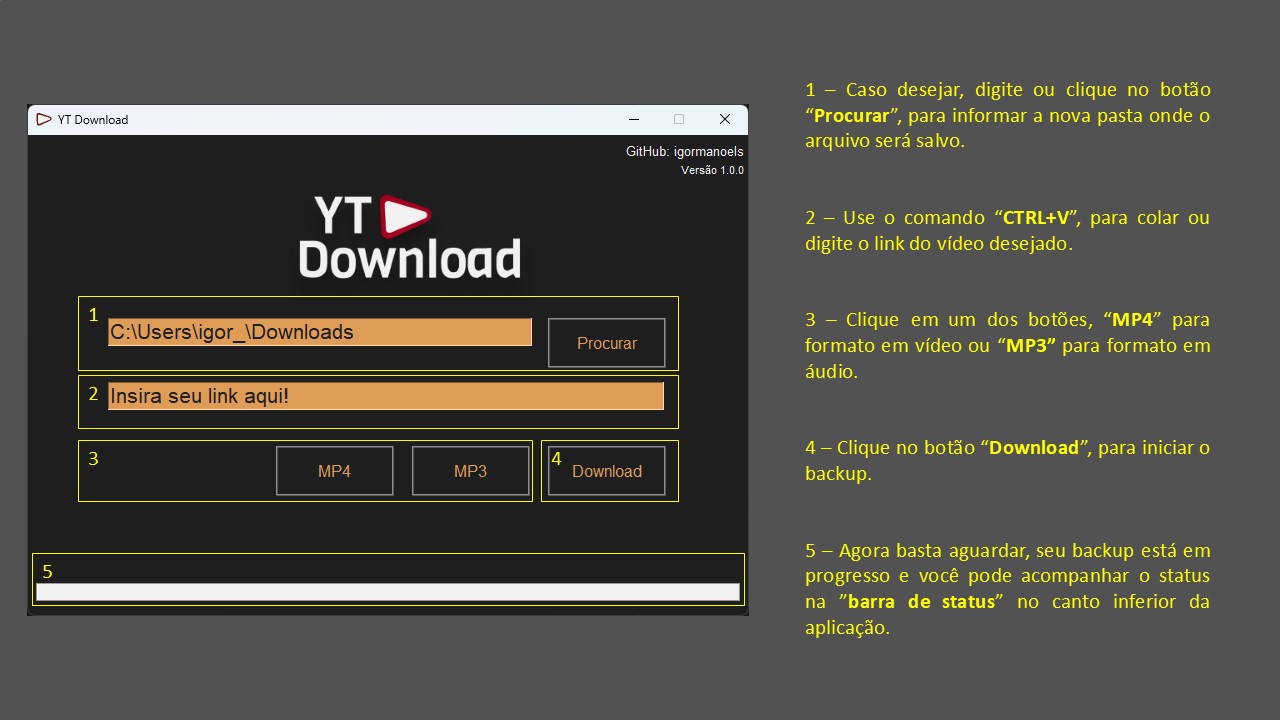 YT Download
GitHub: igormanoels
Versão 1.0.0
YT
Download
1
C:\Users\igor_\Downloads
Procurar
2
Insira seu link aqui!
3
MP4
MP3
4
Download
5
1 – Caso desejar, digite ou clique no botão
“Procurar”, para informar a nova pasta onde o
arquivo será salvo.
2 – Use o comando “CTRL+V”, para colar ou
digite o link do vídeo desejado.
3 – Clique em um dos botões, “MP4” para
formato em vídeo ou “MP3” para formato em
áudio.
4 – Clique no botão “Download”, para iniciar o
backup.
5 – Agora basta aguardar, seu backup está em
progresso e você pode acompanhar o status
na ”barra de status” no canto inferior da
aplicação.